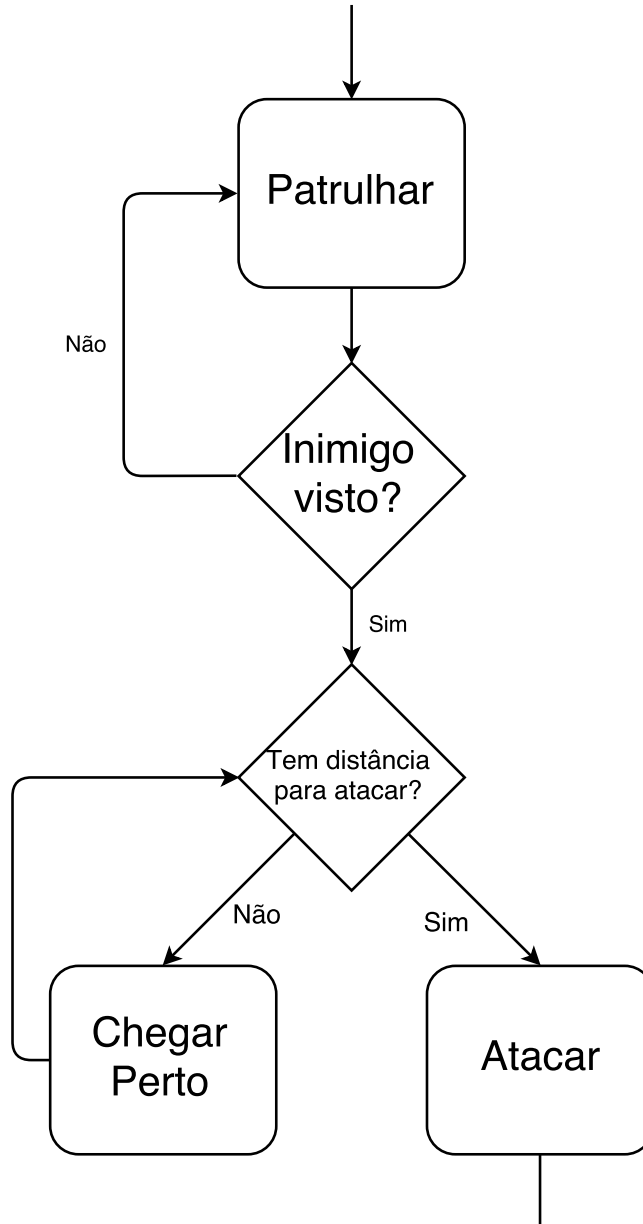 Patrulhar
Não
Inimigo
visto?
Sim
Tem distância
para atacar?
Não
Sim
Chegar
Perto
Atacar